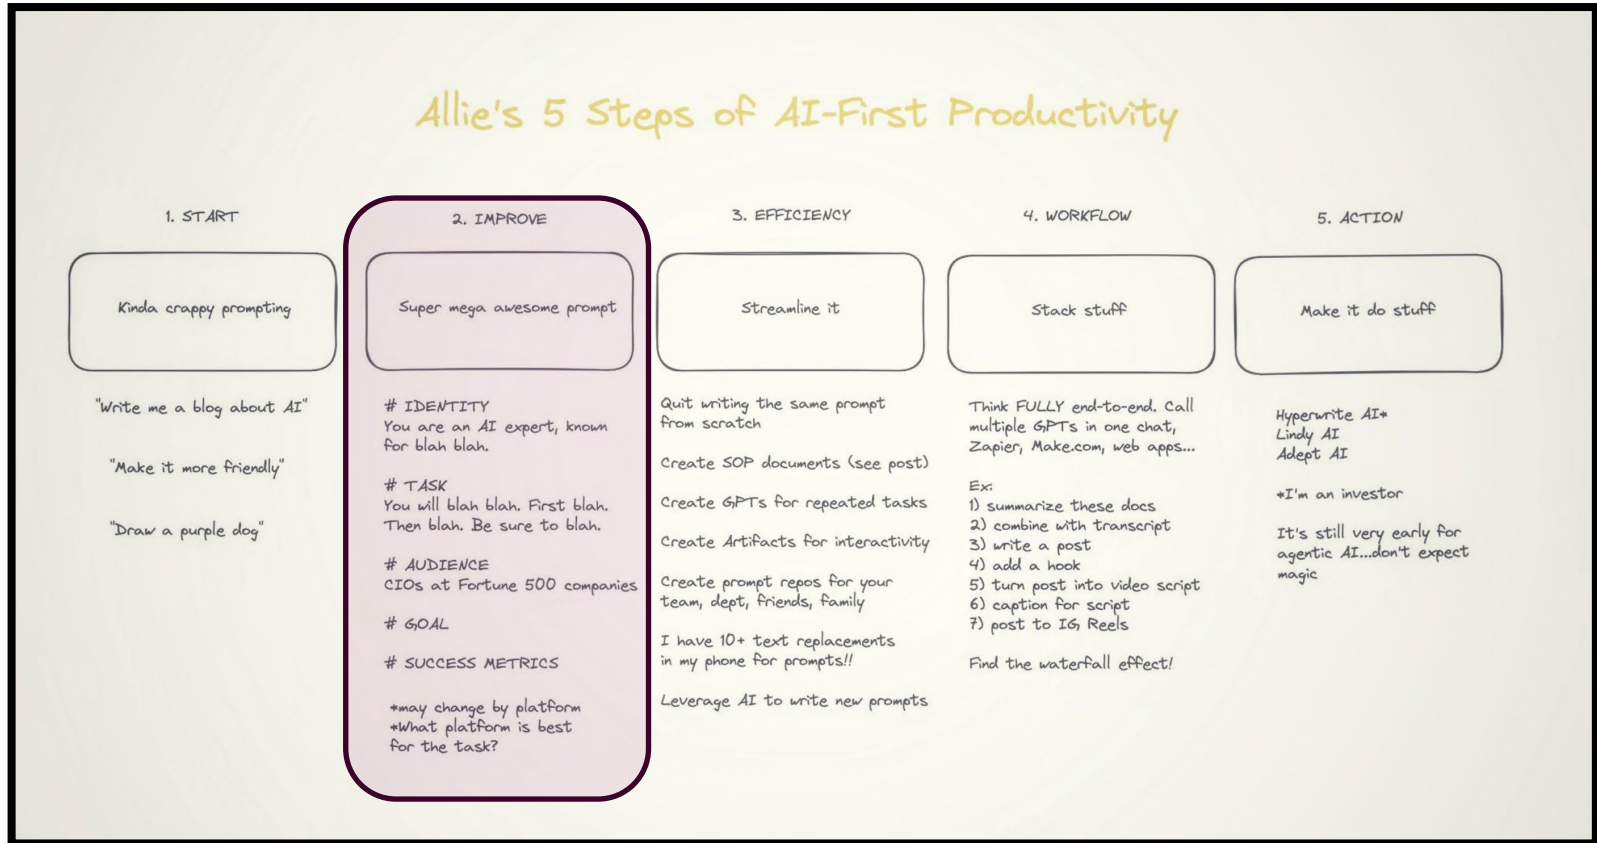 Allie's 5 Steps of AI-First Productivity
1. START
Kinda crappy prompting
"Write me a blog about AI"
"Make it more friendly"
"Draw a purple dog"
2. IMPROVE
Super mega awesome prompt
# IDENTITY
You are an AI expert, known
for blah blah.
# TASK
You will blah blah. First blah.
Then blah. Be sure to blah.
# AUDIENCE
CIOs at Fortune 500 companies
# GOAL
# SUCCESS METRICS
*may change by platform
*What platform is best
for the task?
3. EFFICIENCY
Streamline it
Quit writing the same prompt
from scratch
Create SOP documents (see post)
Create GPTs for repeated tasks
Create Artifacts for interactivity
Create prompt repos for your
team, dept, friends, family
I have 10+ text replacements
in my phone for prompts!!
Leverage AI to write new prompts
4. WORKFLOW
Stack stuff
Think FULLY end-to-end. Call
multiple GPTs in one chat,
Zapier, Make.com, web apps...
Ex:
1) summarize these docs
2) combine with transcript
3) write a post
4) add a hook
5) turn post into video script
6) caption for script
7) post to IG Reels
Find the waterfall effect!
5. ACTION
Make it do stuff
Hyperwrite AI*
Lindy AI
Adept AI
*I'm an investor
It's still very early for
agentic AI...don't expect
magic